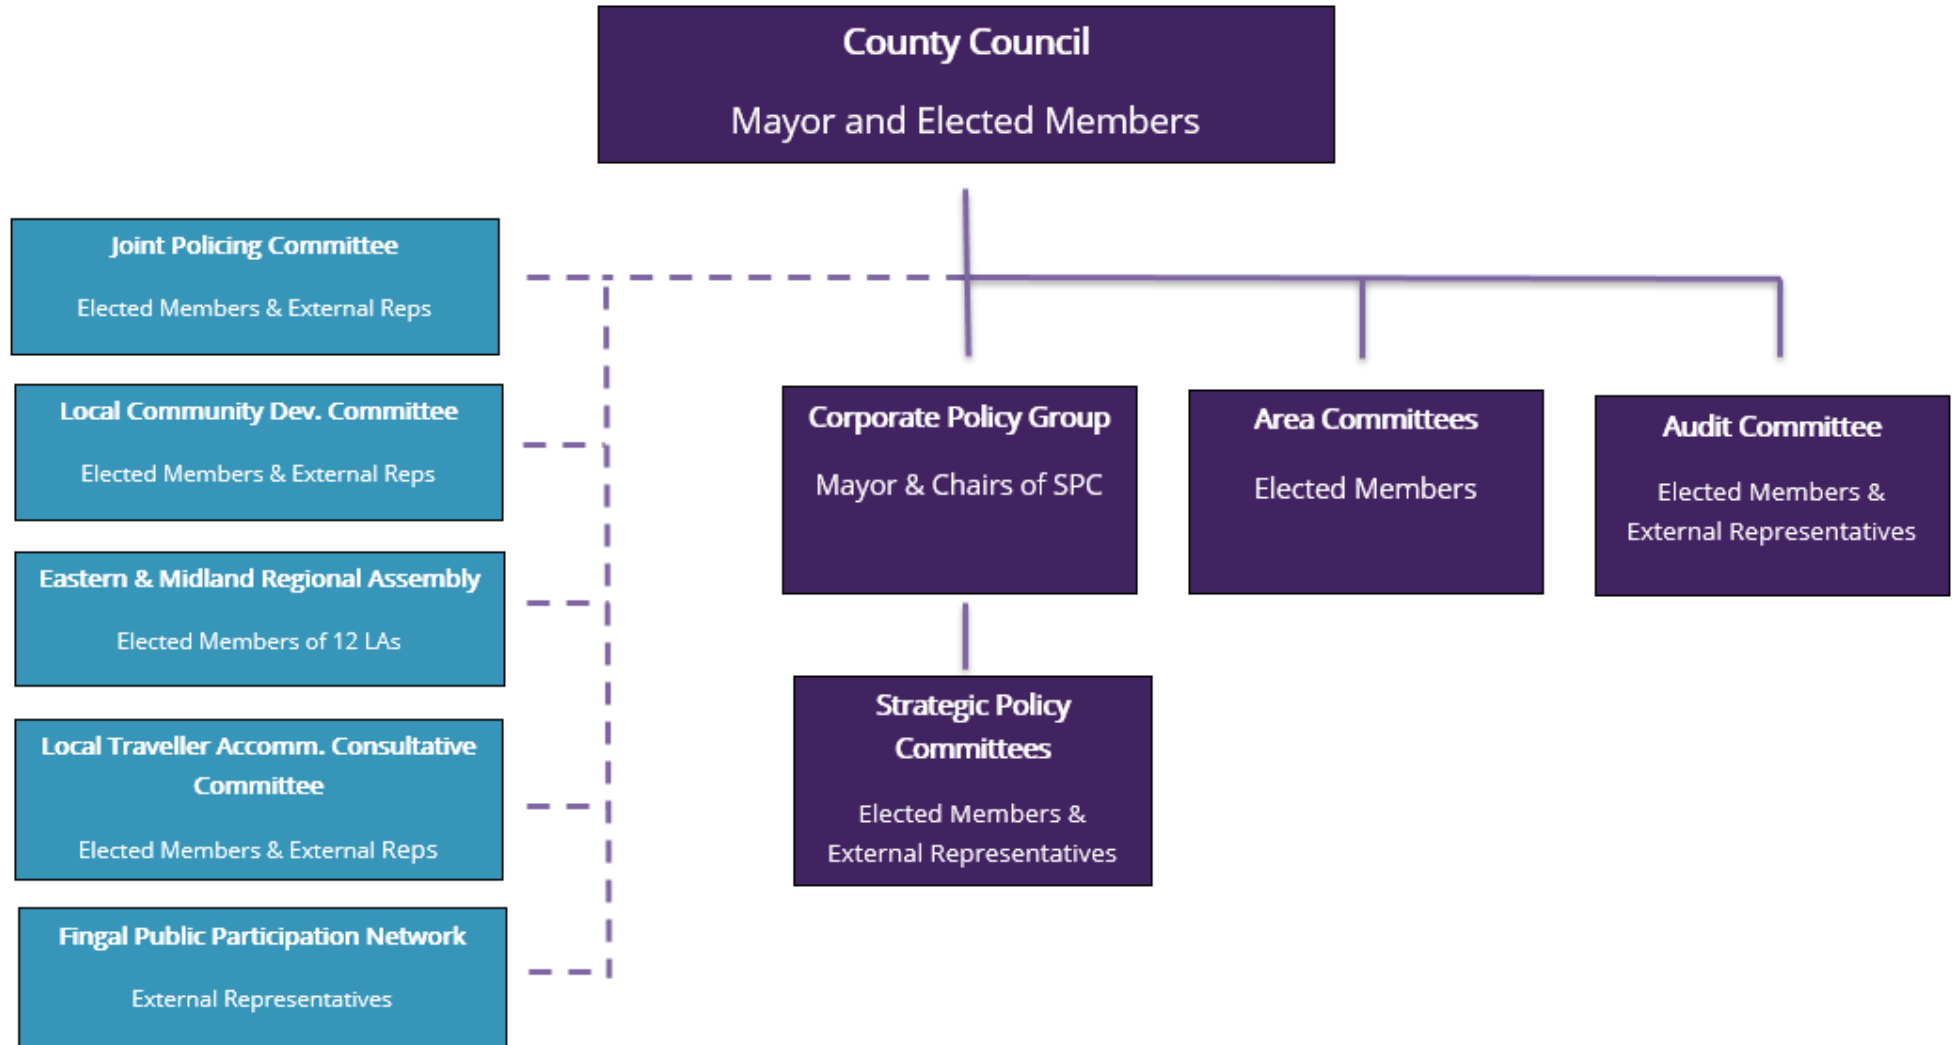 County Council
Mayor and Elected Members
Joint Policing Committee
Elected Members & External Reps
Local Community Dev. Committee
Elected Members & External Reps
Eastern & Midland Regional Assembly
Elected Members of 12 LAs
Local Traveller Accomm. Consultative
Committee
Elected Members & External Reps
Fingal Public Participation Network
External Representatives
Corporate Policy Group
Mayor & Chairs of SPC
Area Committees
Elected Members
Audit Committee
Elected Members &
External Representatives
Strategic Policy
Committees
Elected Members &
External Representatives